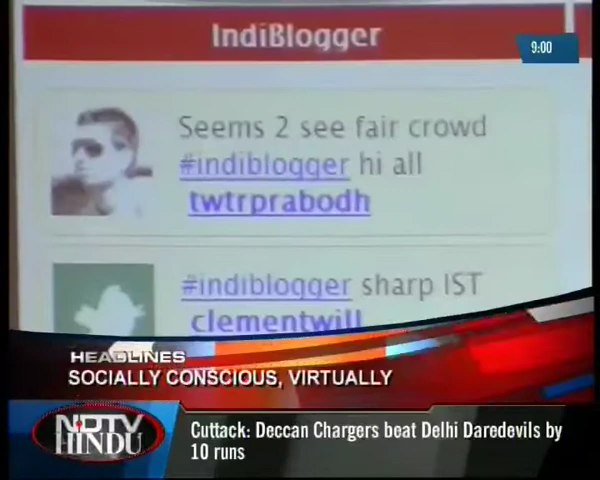 IndiBlogger
9:00
Seems 2 see fair crowd
#indiblogger hi all
twtrprabodh
#indiblogger sharp IST
clementwill
HEADLINES
SOCIALLY CONSCIOUS, VIRTUALLY
NDTV
HINDU
Cuttack: Deccan Chargers beat Delhi Daredevils by
10 runs